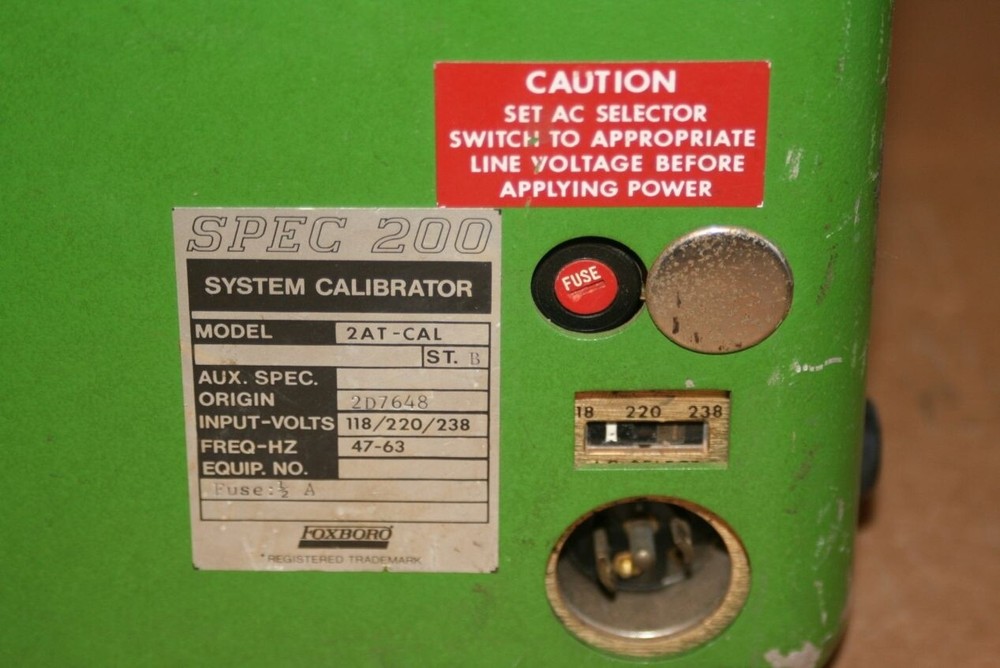 CAUTION
SET AC SELECTOR
SWITCH TO APPROPRIATE
LINE VOLTAGE BEFORE
APPLYING POWER
SPEC 200
SYSTEM CALIBRATOR
MODEL 2AT-CAL
ST. B
AUX. SPEC.
ORIGIN 2D7648
INPUT-VOLTS 118/220/238
FREQ-HZ 47-63
EQUIP. NO.
Fuse:½ A
FOXBORO
*REGISTERED TRADEMARK
FUSE
18 220 238